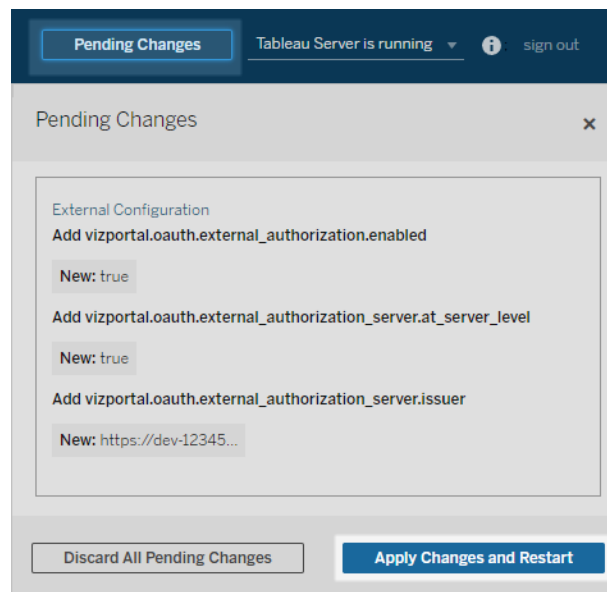 Pending Changes
Tableau Server is running
sign out
Pending Changes
External Configuration
Add vizportal.oauth.external_authorization.enabled
New: true
Add vizportal.oauth.external_authorization_server.at_server_level
New: true
Add vizportal.oauth.external_authorization_server.issuer
New: https://dev-12345...
Discard All Pending Changes
Apply Changes and Restart